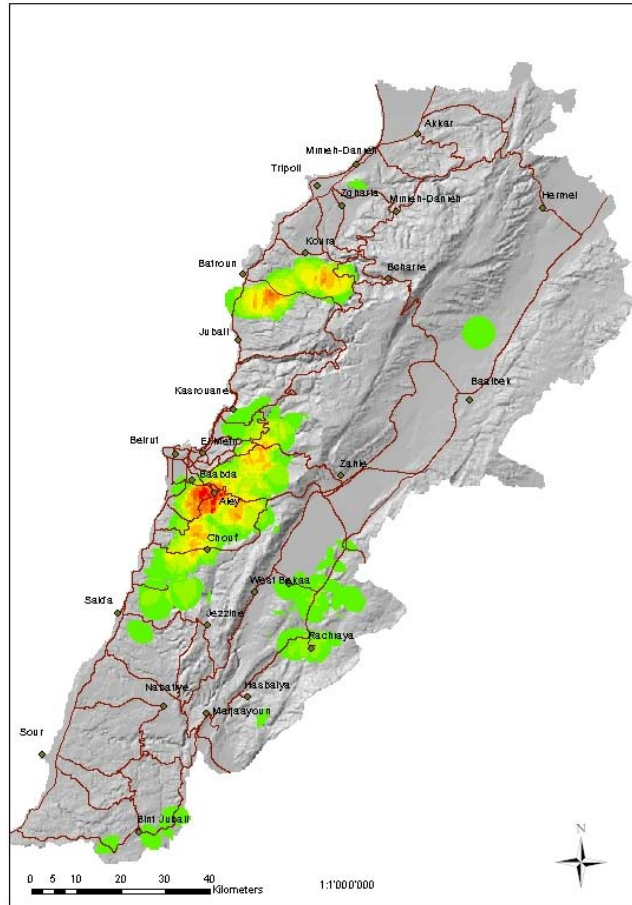 Akkar
Minieh-Danieh
Tripoli
Zgharta
Minieh-Danieh
Hermel
Koura
Batroun
Bcharre
Jubail
Baalbek
Kasrouane
Beirut
El Metn
Baabda
Zahle
Aley
Chouf
West Bekaa
Saida
Jezzine
Rachiaya
Hasbaiya
Nabatiye
Marjaayoun
Sour
Bint Jubail
N
0 5 10 20 30 40
Kilometers
1:1'000'000